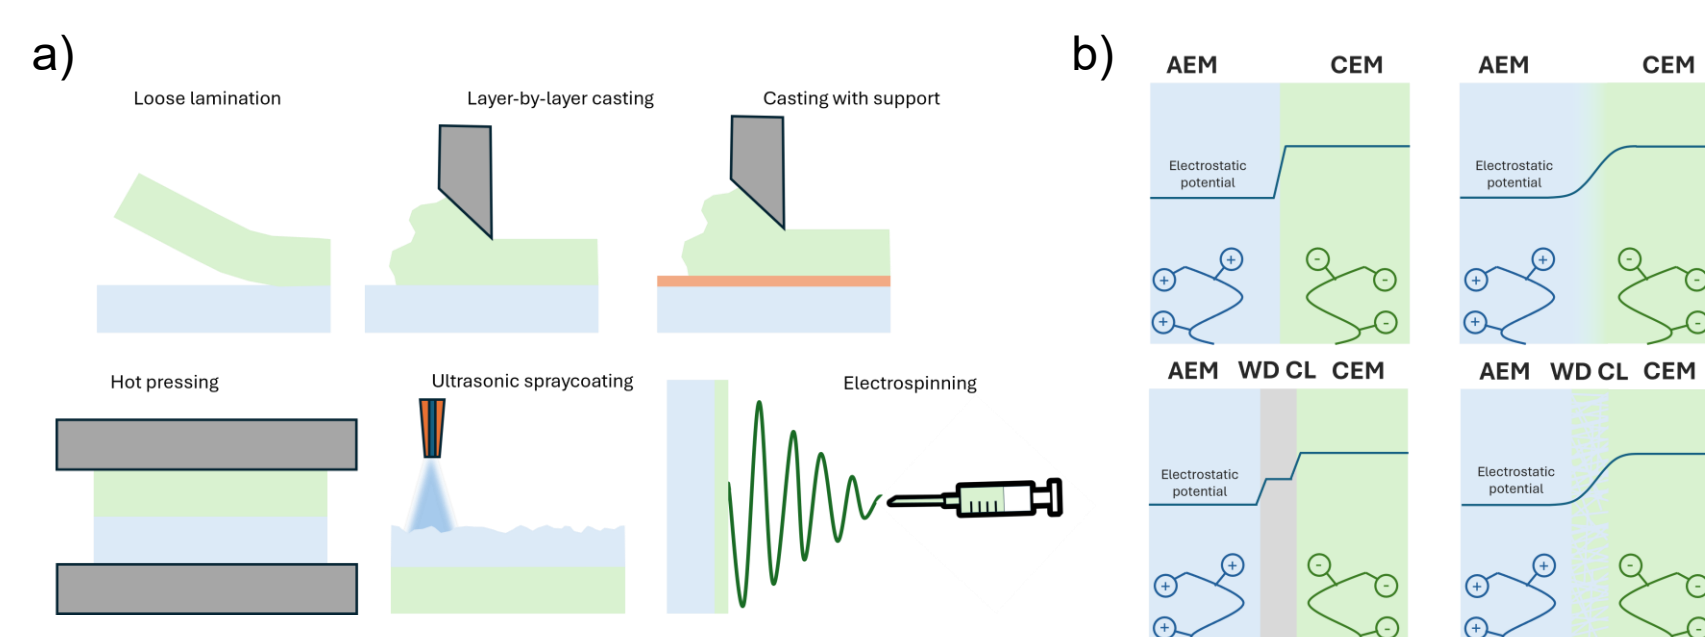 a)
Loose lamination
Layer-by-layer casting
Casting with support
Hot pressing
Ultrasonic spraycoating
Electrospinning
b)
AEM CEM
Electrostatic
potential
+ + +
- - -
AEM CEM
Electrostatic
potential
+ + +
- - -
AEM WD CL CEM
Electrostatic
potential
+ + +
- - -
AEM WD CL CEM
Electrostatic
potential
+ + +
- - -